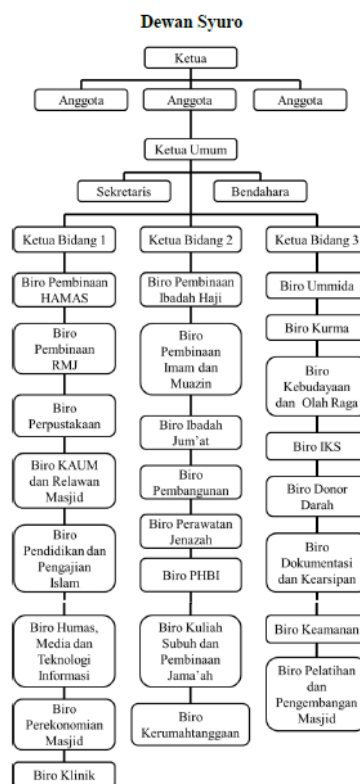 Dewan Syuro
Ketua
Anggota
Anggota
Anggota
Ketua Umum
Sekretaris
Bendahara
Ketua Bidang 1
Biro Pembinaan
HAMAS
Biro
Pembinaan
RMJ
Biro
Perpustakaan
Biro KAUM
dan Relawan
Masjid
Biro
Pendidikan dan
Pengajian
Islam
Biro Humas,
Media dan
Teknologi
Informasi
Biro
Perekonomian
Masjid
Biro Klinik
Ketua Bidang 2
Biro Pembinaan
Ibadah Haji
Biro
Pembinaan
Imam dan
Muazin
Biro Ibadah
Jum'at
Biro
Pembangunan
Biro Perawatan
Jenazah
Biro PHBI
Biro Kuliah
Subuh dan
Pembinaan
Jama'ah
Biro
Kerumahtanggaan
Ketua Bidang 3
Biro Ummida
Biro Kurma
Biro
Kebudayaan
dan Olah Raga
Biro IKS
Biro Donor
Darah
Biro
Dokumentasi
dan Kearsipan
Biro Keamanan
Biro Pelatihan
dan
Pengembangan
Masjid